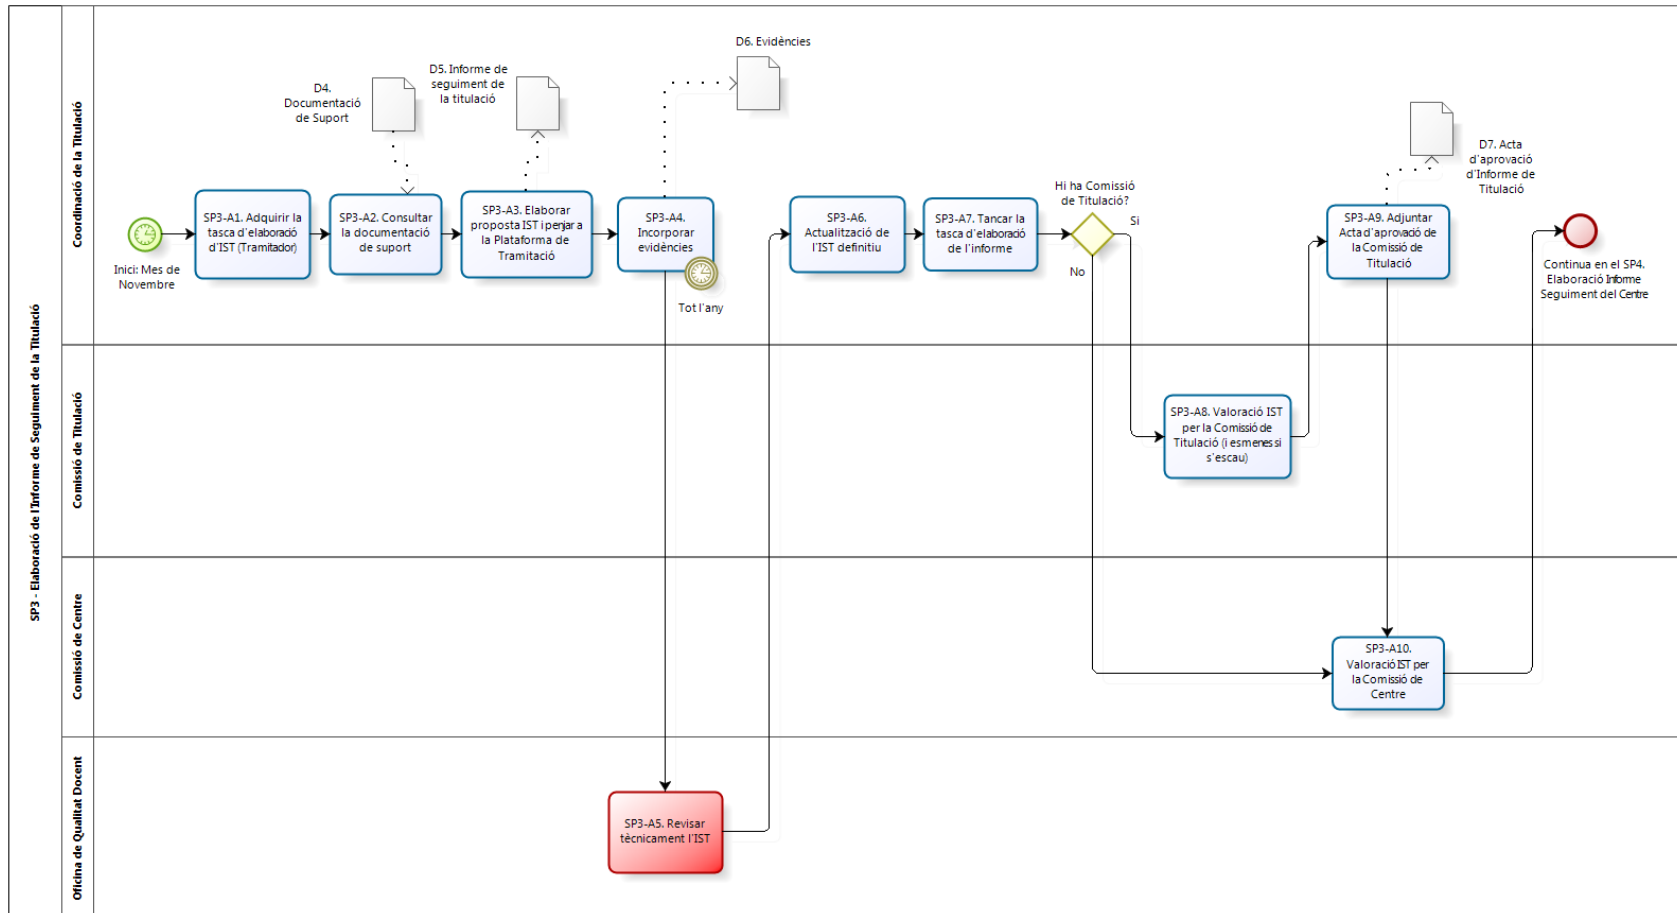 SP3 - Elaboració de l'Informe de Seguiment de la Titulació
Coordinació de la Titulació
D4.
Documentació
de Suport
D5. Informe de
seguiment de
la titulació
D6. Evidències
Inici: Mes de
Novembre
SP3-A1. Adquirir la
tasca d'elaboració
d'IST (Tramitador)
SP3-A2. Consultar
la documentació
de suport
SP3-A3. Elaborar
proposta IST i penjar
a la Plataforma de
Tramitació
SP3-A4.
Incorporar
evidències
Tot l'any
SP3-A6.
Actualització de
l'IST definitiu
SP3-A7. Tancar la
tasca d'elaboració
de l'informe
Hi ha Comissió
de Titulació?
Si
No
D7. Acta
d'aprovació
d'Informe de
Titulació
SP3-A9. Adjuntar
Acta d'aprovació de
la Comissió de
Titulació
Continua en el SP4.
Elaboració Informe
Seguiment del Centre
Comissió de Titulació
SP3-A8. Valoració IST
per la Comissió de
Titulació (i esmenes si
s'escau)
Comissió de Centre
SP3-A10.
Valoració IST per
la Comissió de
Centre
Oficina de Qualitat Docent
SP3-A5. Revisar
tècnicament l'IST